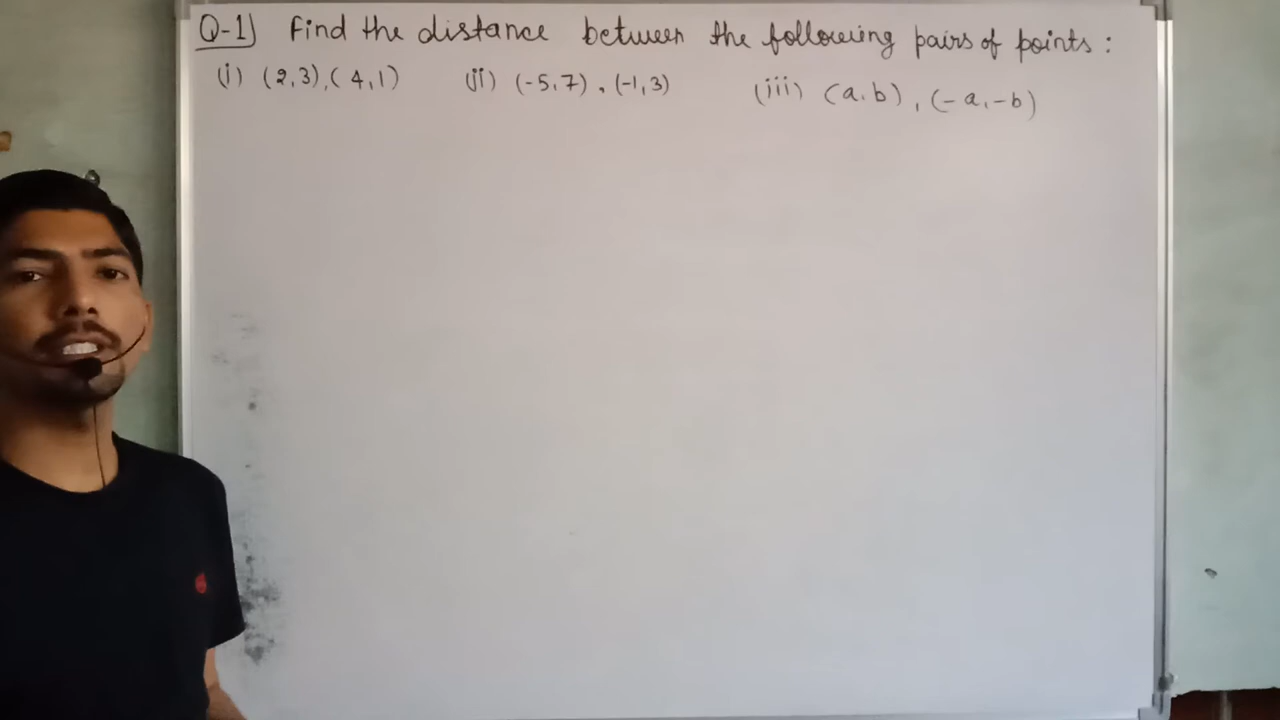 Q-1) Find the distance between the following pairs of points :
(i) (2,3),(4,1) (ii) (-5,7), (-1,3) (iii) (a,b), (-a,-b)